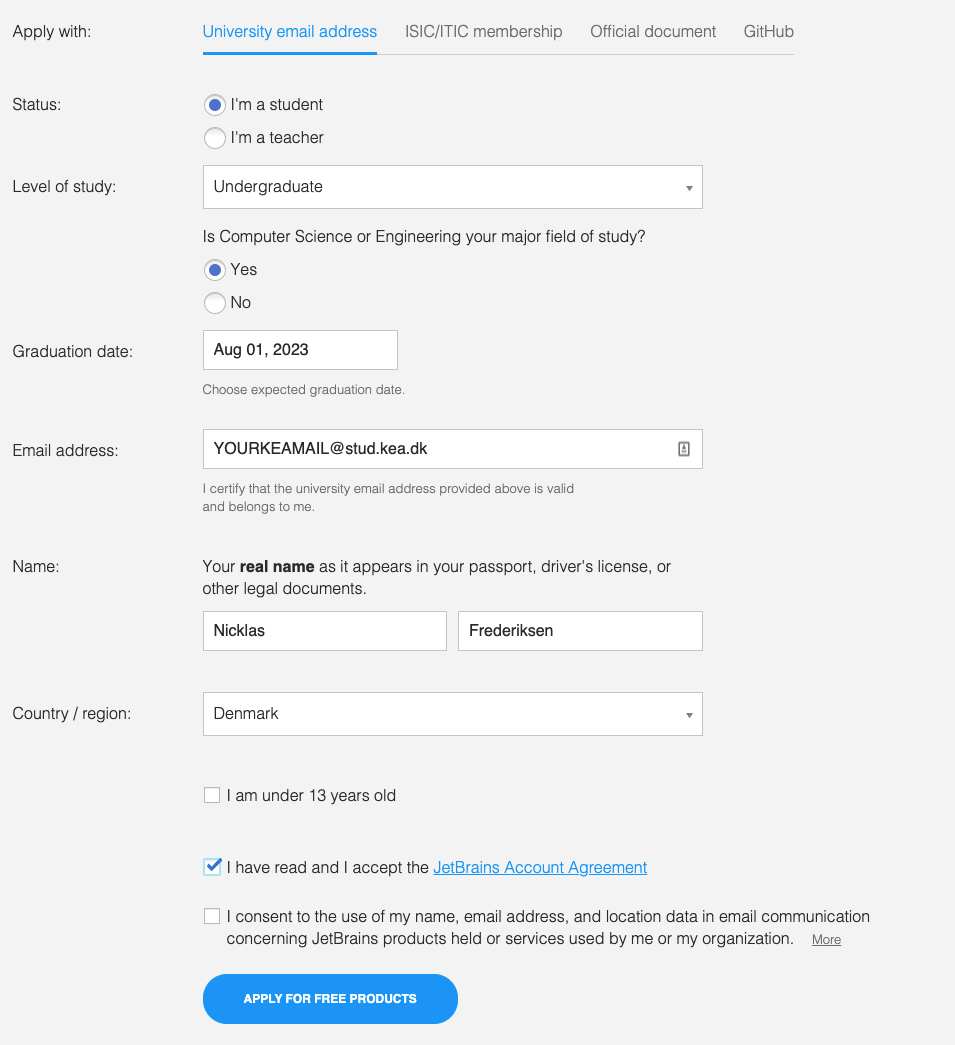 Apply with:
University email address
ISIC/ITIC membership
Official document
GitHub
Status:
I'm a student
I'm a teacher
Level of study:
Undergraduate
Is Computer Science or Engineering your major field of study?
Yes
No
Graduation date:
Aug 01, 2023
Choose expected graduation date.
Email address:
YOURKEAMAIL@stud.kea.dk
I certify that the university email address provided above is valid
and belongs to me.
Name:
Your real name as it appears in your passport, driver's license, or
other legal documents.
Nicklas
Frederiksen
Country / region:
Denmark
I am under 13 years old
I have read and I accept the JetBrains Account Agreement
I consent to the use of my name, email address, and location data in email communication
concerning JetBrains products held or services used by me or my organization. More
APPLY FOR FREE PRODUCTS